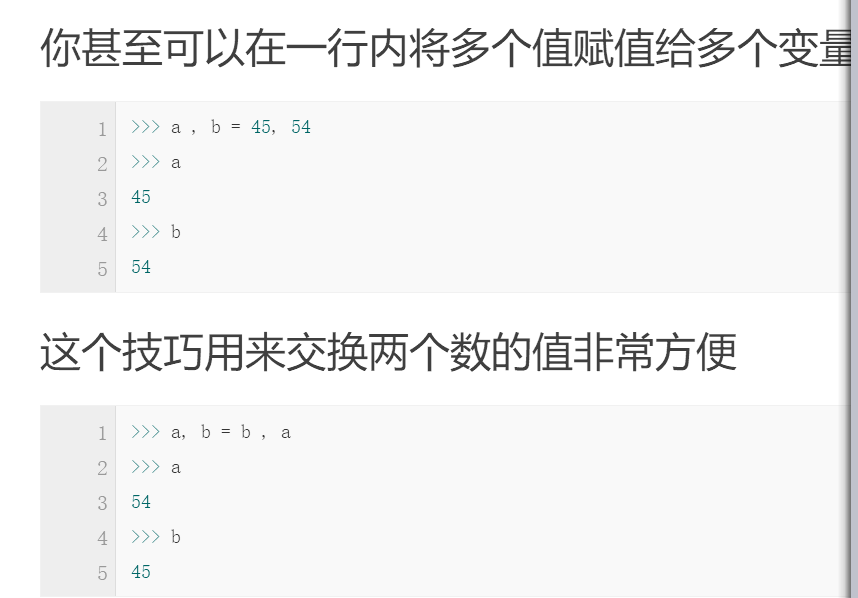 你甚至可以在一行内将多个值赋值给多个变量
1 >>> a , b = 45, 54
2 >>> a
3 45
4 >>> b
5 54
这个技巧用来交换两个数的值非常方便
1 >>> a, b = b , a
2 >>> a
3 54
4 >>> b
5 45